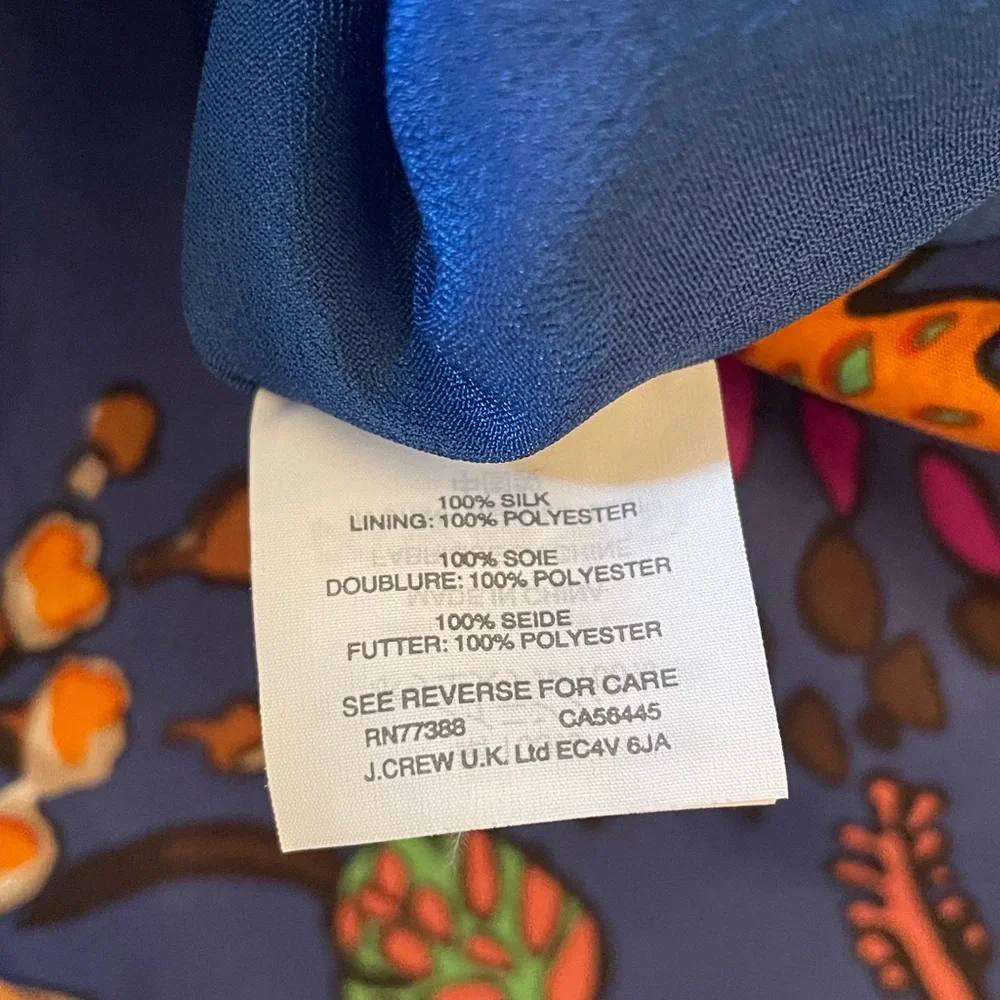 100% SILK
LINING: 100% POLYESTER
100% SOIE
DOUBLURE: 100% POLYESTER
100% SEIDE
FUTTER: 100% POLYESTER
SEE REVERSE FOR CARE
RN77388 CA56445
J.CREW U.K. Ltd EC4V 6JA